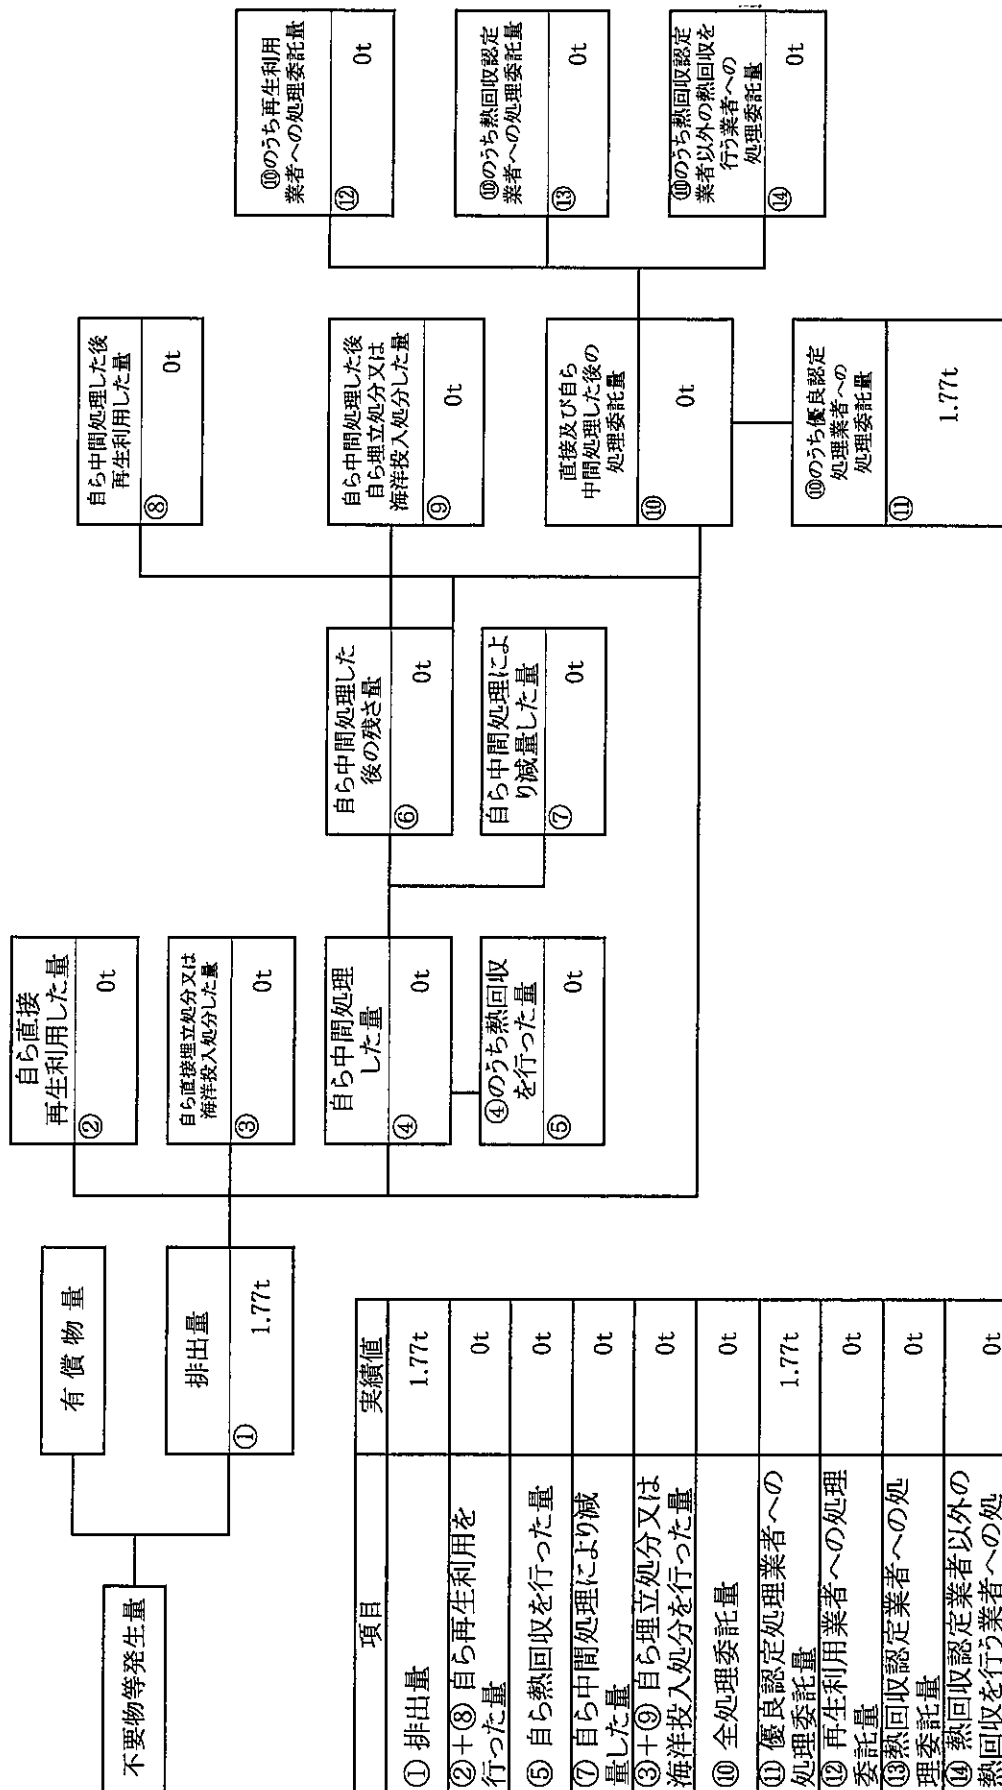 不要物等発生量
有償物量
排出量
①
1.77t
自ら直接
再生利用した量
②
0t
自ら直接埋立処分又は
海洋投入処分した量
③
0t
自ら中間処理
した量
④
0t
④のうち熱回収
を行った量
⑤
0t
自ら中間処理した
後の残さ量
⑥
0t
自ら中間処理によ
り減量した量
⑦
0t
自ら中間処理した後
再生利用した量
⑧
0t
自ら中間処理した後
自ら埋立処分又は
海洋投入処分した量
⑨
0t
直接及び自ら
中間処理した後の
処理委託量
⑩
0t
⑩のうち優良認定
処理業者への
処理委託量
⑪
1.77t
⑩のうち再生利用
業者への処理委託量
⑫
0t
⑩のうち熱回収認定
業者への処理委託量
⑬
0t
⑩のうち熱回収認定
業者以外の熱回収を
行う業者への
処理委託量
⑭
0t
項目 実績値
①排出量 1.77t
②+⑧ 自ら再生利用を
行った量 0t
⑤ 自ら熱回収を行った量 0t
⑦ 自ら中間処理により減
量した量 0t
③+⑨ 自ら埋立処分又は
海洋投入処分を行った量 0t
⑩ 全処理委託量 0t
⑪ 優良認定処理業者への
処理委託量 1.77t
⑫ 再生利用業者への処理
委託量 0t
⑬熱回収認定業者への処
理委託量 0t
⑭ 熱回収認定業者以外の
熱回収を行う業者への処 0t